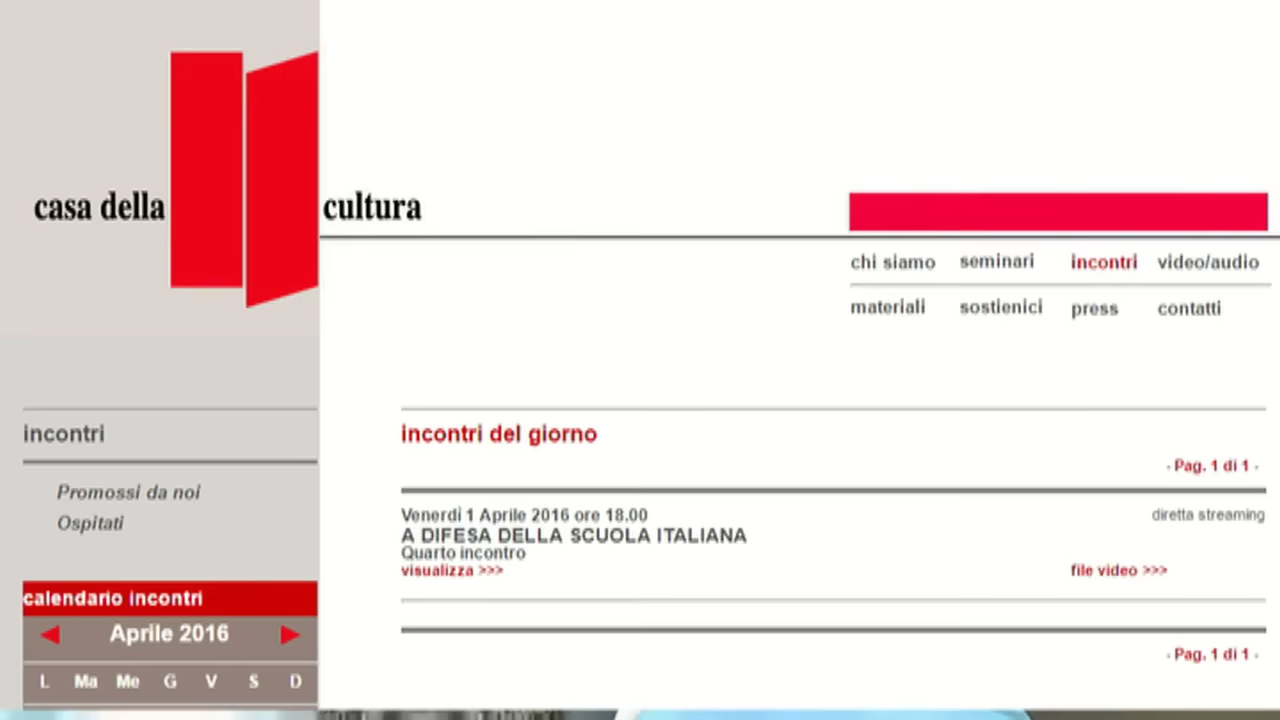 casa della cultura
chi siamo seminari incontri video/audio
materiali sostienici press contatti
incontri
Promossi da noi
Ospitati
calendario incontri
Aprile 2016
L Ma Me G V S D
incontri del giorno
- Pag. 1 di 1 -
Venerdì 1 Aprile 2016 ore 18.00 diretta streaming
A DIFESA DELLA SCUOLA ITALIANA
Quarto incontro
visualizza >>> file video >>>
- Pag. 1 di 1 -